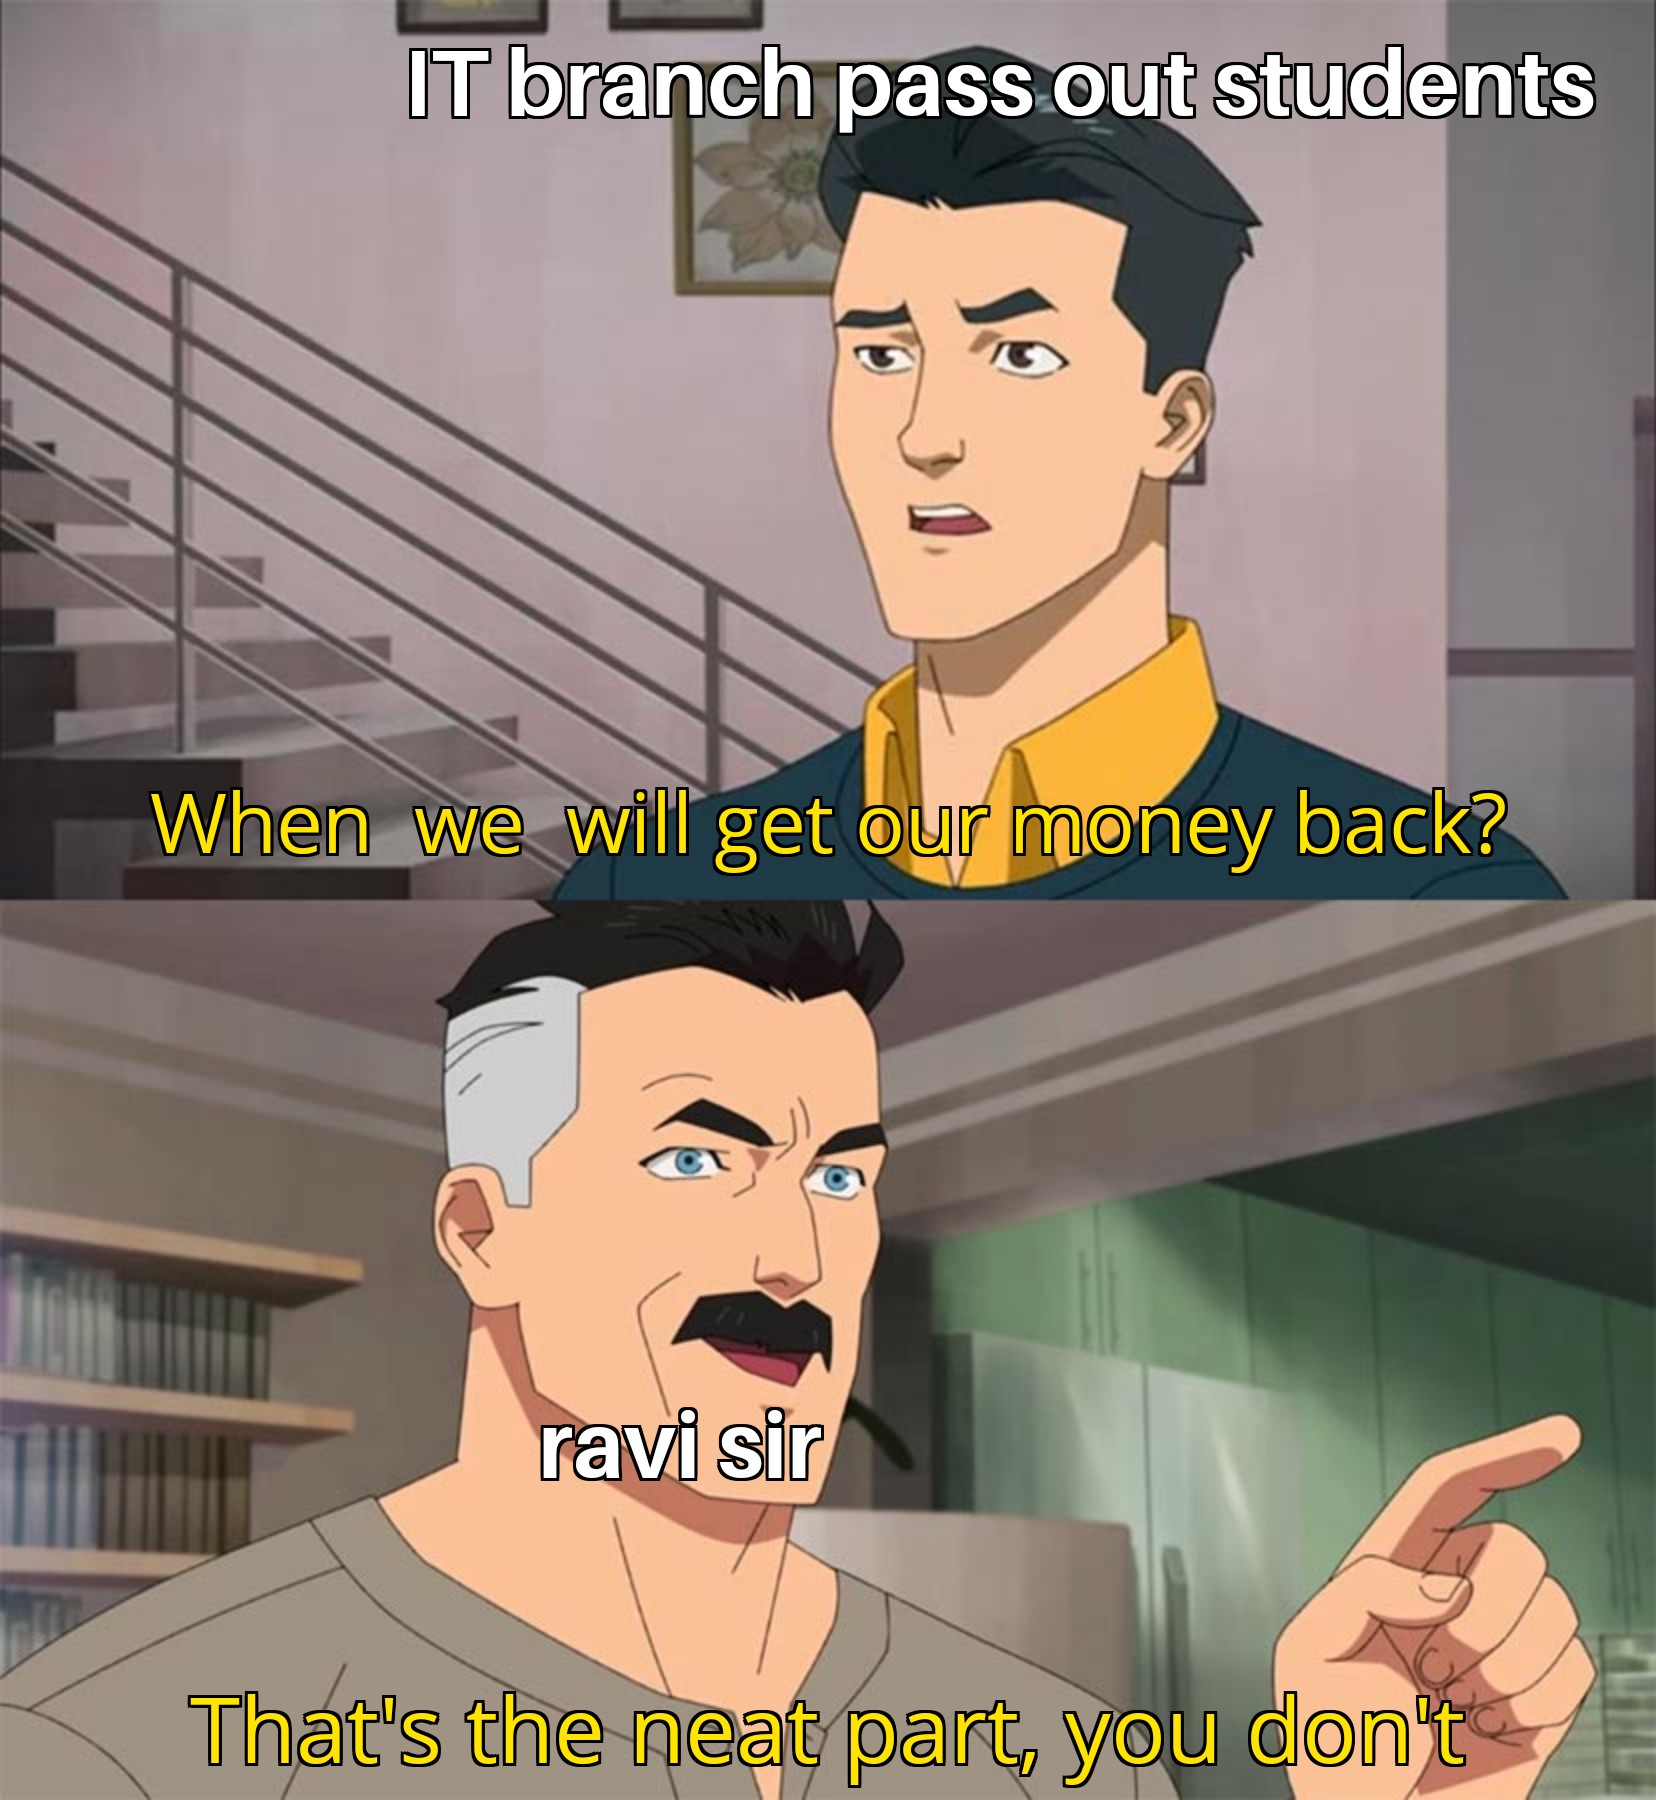 IT branch pass out students
When we will get our money back?
ravi sir
That's the neat part, you don't